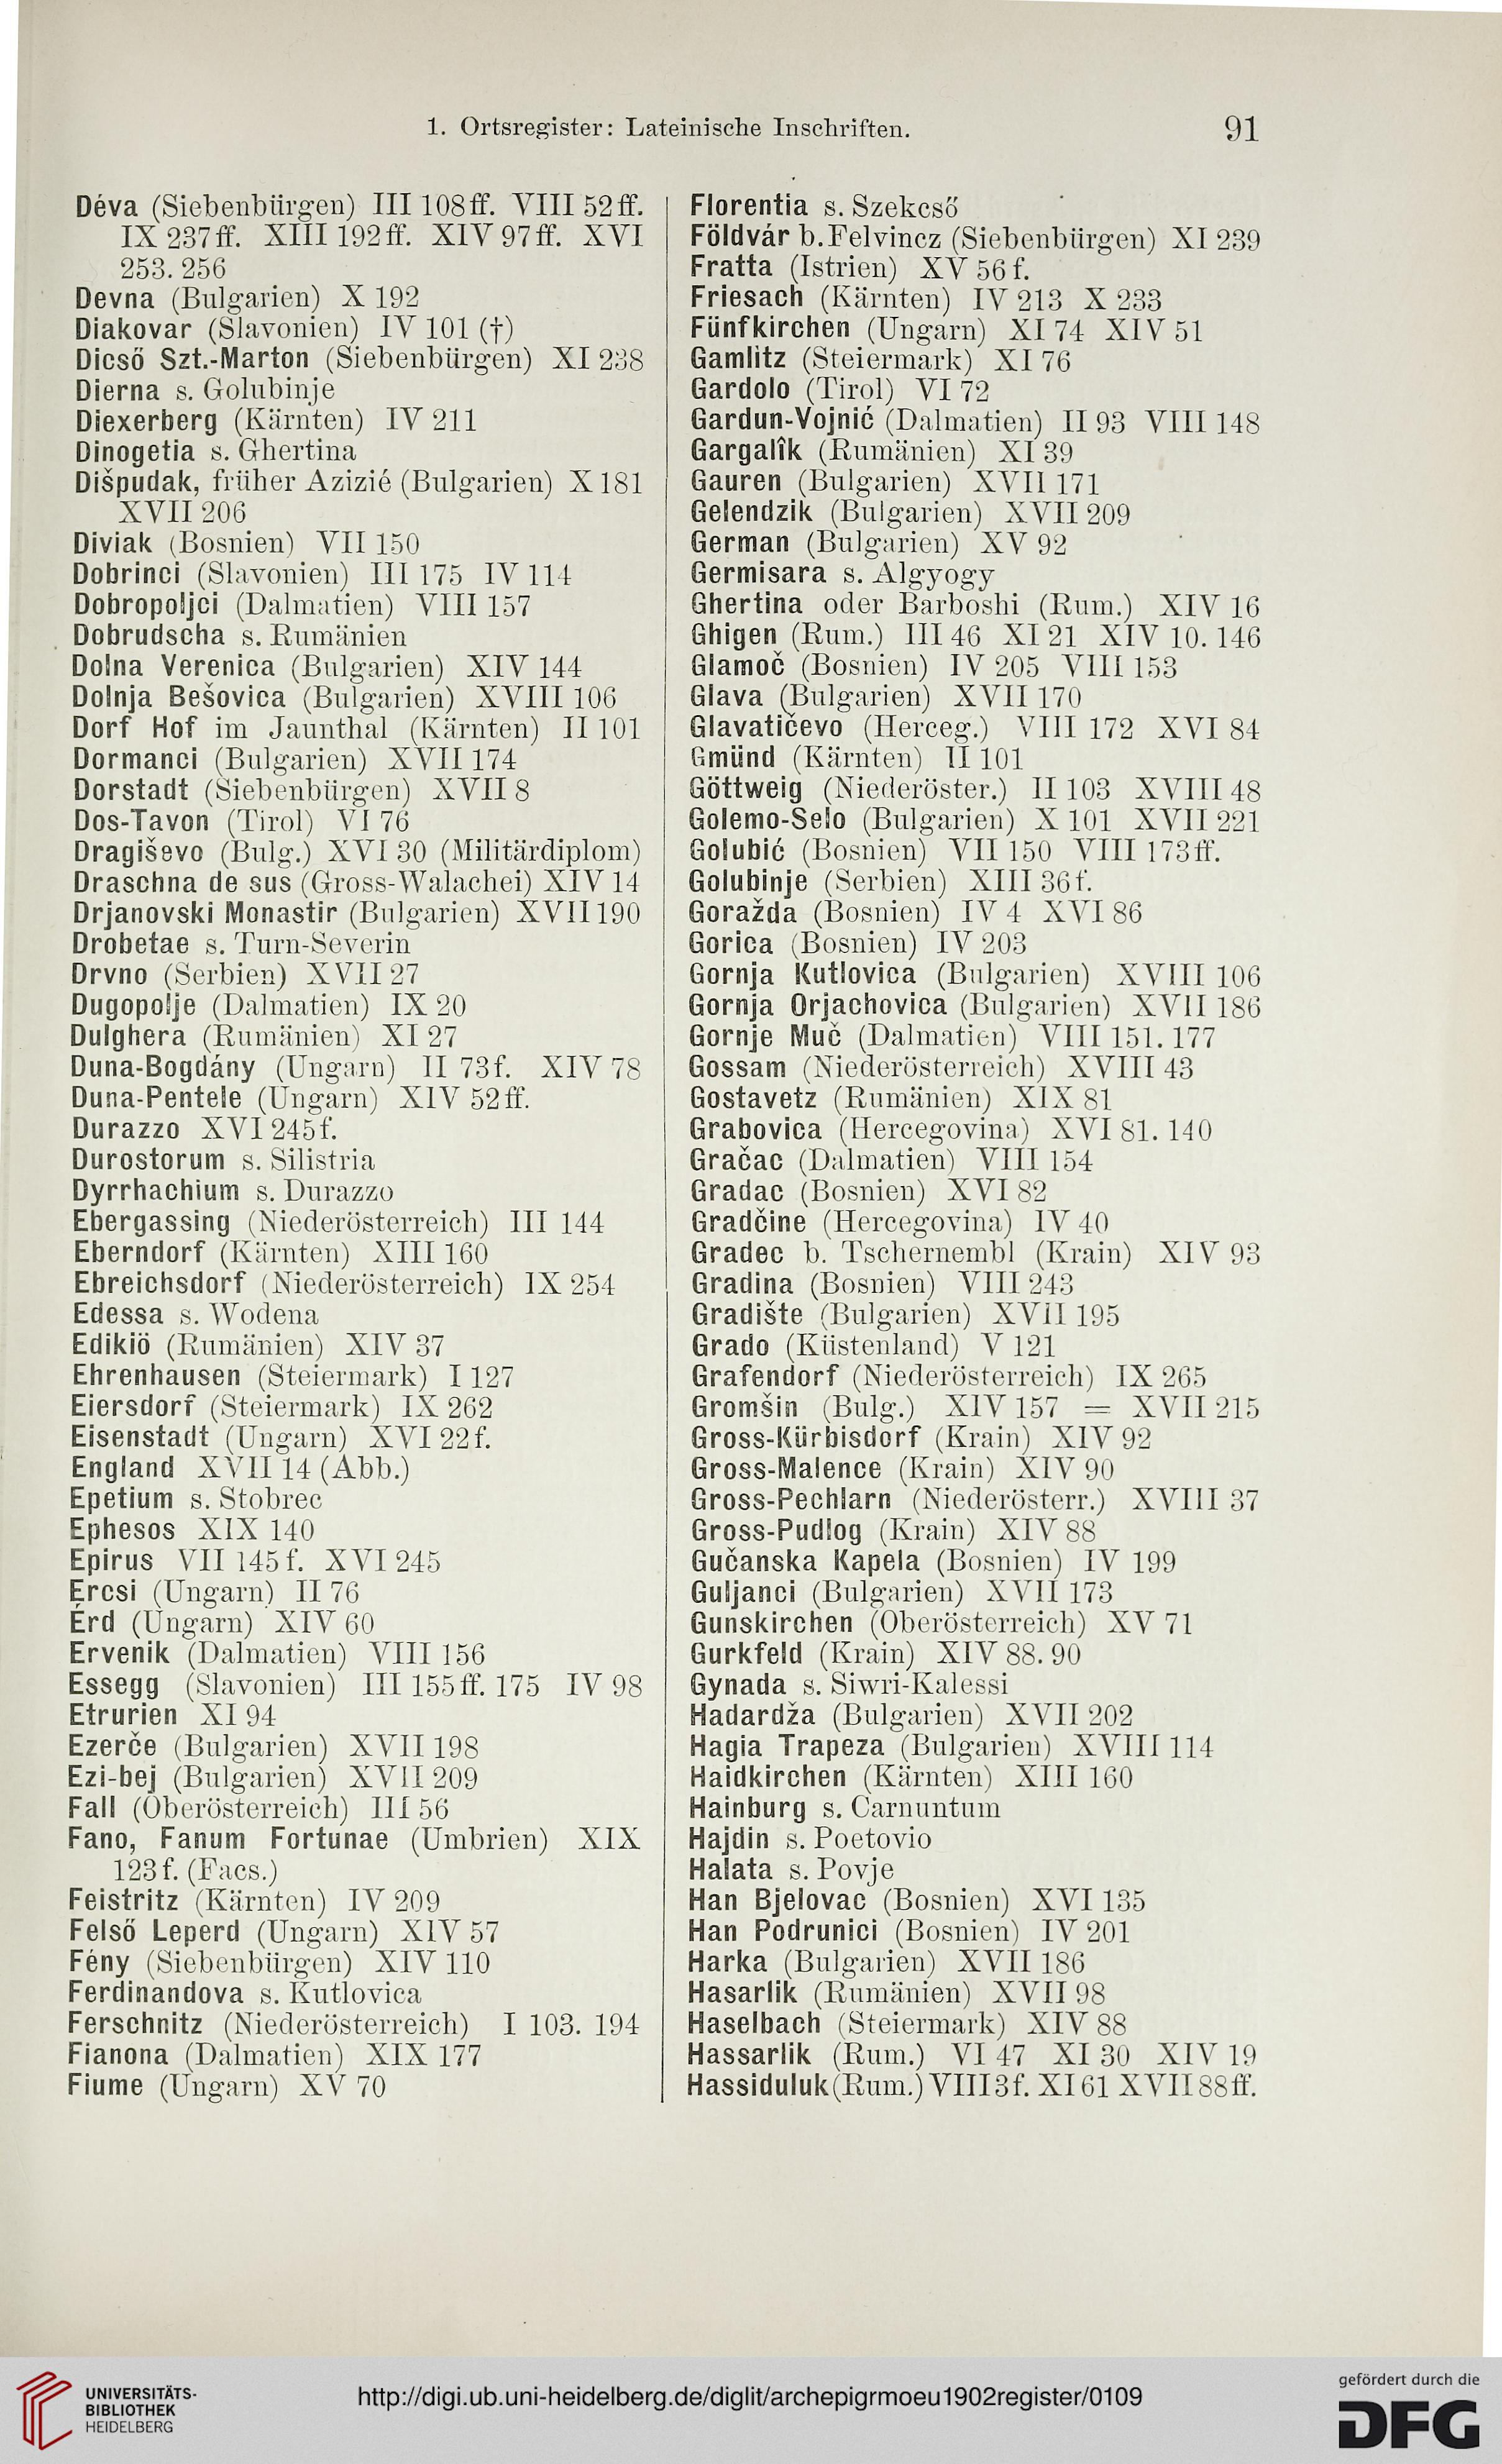 1. Ortsregister: Lateinische Inschriften.
91
Déva (Siebenbürgen) III 108ff. VIII 52ff.
IX 237ff. XIII 192ff. XIV 97ff. XVI
253. 256
Devna (Bulgarien) X 192
Diakovar (Slavonien) IV 101 (†)
Dicső Szt.-Marton (Siebenbürgen) XI 238
Dierna s. Golubinje
Diexerberg (Kärnten) IV 211
Dinogetia s. Ghertina
Dišpudak, früher Azizié (Bulgarien) X 181
XVII 206
Diviak (Bosnien) VII 150
Dobrinci (Slavonien) III 175 IV 114
Dobropoljci (Dalmatien) VIII 157
Dobrudscha s. Rumänien
Dolna Verenica (Bulgarien) XIV 144
Dolnja Bešovica (Bulgarien) XVIII 106
Dorf Hof im Jaunthal (Kärnten) II 101
Dormanci (Bulgarien) XVII 174
Dorstadt (Siebenbürgen) XVII 8
Dos-Tavon (Tirol) VI 76
Dragiševo (Bulg.) XVI 30 (Militärdiplom)
Draschna de sus (Gross-Walachei) XIV 14
Drjanovski Monastir (Bulgarien) XVII 190
Drobetae s. Turn-Severin
Drvno (Serbien) XVII 27
Dugopolje (Dalmatien) IX 20
Dulghera (Rumänien) XI 27
Duna-Bogdány (Ungarn) II 73f. XIV 78
Duna-Pentele (Ungarn) XIV 52ff.
Durazzo XVI 245f.
Durostorum s. Silistria
Dyrrhachium s. Durazzo
Ebergassing (Niederösterreich) III 144
Eberndorf (Kärnten) XIII 160
Ebreichsdorf (Niederösterreich) IX 254
Edessa s. Wodena
Edikiö (Rumänien) XIV 37
Ehrenhausen (Steiermark) I 127
Eiersdorf (Steiermark) IX 262
Eisenstadt (Ungarn) XVI 22f.
England XVII 14 (Abb.)
Epetium s. Stobrec
Ephesos XIX 140
Epirus VII 145f. XVI 245
Ercsi (Ungarn) II 76
Érd (Ungarn) XIV 60
Ervenik (Dalmatien) VIII 156
Essegg (Slavonien) III 155ff. 175 IV 98
Etrurien XI 94
Ezerče (Bulgarien) XVII 198
Ezi-bej (Bulgarien) XVII 209
Fall (Oberösterreich) III 56
Fano, Fanum Fortunae (Umbrien) XIX
123f. (Facs.)
Feistritz (Kärnten) IV 209
Felső Leperd (Ungarn) XIV 57
Fény (Siebenbürgen) XIV 110
Ferdinandova s. Kutlovica
Ferschnitz (Niederösterreich) I 103. 194
Fianona (Dalmatien) XIX 177
Fiume (Ungarn) XV 70
Florentia s. Szekcső
Földvár b. Felvincz (Siebenbürgen) XI 239
Fratta (Istrien) XV 56f.
Friesach (Kärnten) IV 213 X 233
Fünfkirchen (Ungarn) XI 74 XIV 51
Gamlitz (Steiermark) XI 76
Gardolo (Tirol) VI 72
Gardun-Vojnić (Dalmatien) II 93 VIII 148
Gargalîk (Rumänien) XI 39
Gauren (Bulgarien) XVII 171
Gelendzik (Bulgarien) XVII 209
German (Bulgarien) XV 92
Germisara s. Algyogy
Ghertina oder Barboshi (Rum.) XIV 16
Ghigen (Rum.) III 46 XI 21 XIV 10. 146
Glamoč (Bosnien) IV 205 VIII 153
Glava (Bulgarien) XVII 170
Glavatičevo (Herceg.) VIII 172 XVI 84
Gmünd (Kärnten) II 101
Göttweig (Niederöster.) II 103 XVIII 48
Golemo-Selo (Bulgarien) X 101 XVII 221
Golubić (Bosnien) VII 150 VIII 173ff.
Golubinje (Serbien) XIII 36f.
Goražda (Bosnien) IV 4 XVI 86
Gorica (Bosnien) IV 203
Gornja Kutlovica (Bulgarien) XVIII 106
Gornja Orjachovica (Bulgarien) XVII 186
Gornje Muč (Dalmatien) VIII 151. 177
Gossam (Niederösterreich) XVIII 43
Gostavetz (Rumänien) XIX 81
Grabovica (Hercegovina) XVI 81. 140
Gračac (Dalmatien) VIII 154
Gradac (Bosnien) XVI 82
Gradčine (Hercegovina) IV 40
Gradec b. Tschernembl (Krain) XIV 93
Gradina (Bosnien) VIII 243
Gradište (Bulgarien) XVII 195
Grado (Küstenland) V 121
Grafendorf (Niederösterreich) IX 265
Gromšin (Bulg.) XIV 157 = XVII 215
Gross-Kürbisdorf (Krain) XIV 92
Gross-Malence (Krain) XIV 90
Gross-Pechlarn (Niederösterr.) XVIII 37
Gross-Pudlog (Krain) XIV 88
Gučanska Kapela (Bosnien) IV 199
Guljanci (Bulgarien) XVII 173
Gunskirchen (Oberösterreich) XV 71
Gurkfeld (Krain) XIV 88. 90
Gynada s. Siwri-Kalessi
Hadardža (Bulgarien) XVII 202
Hagia Trapeza (Bulgarien) XVIII 114
Haidkirchen (Kärnten) XIII 160
Hainburg s. Carnuntum
Hajdin s. Poetovio
Halata s. Povje
Han Bjelovac (Bosnien) XVI 135
Han Podrunici (Bosnien) IV 201
Harka (Bulgarien) XVII 186
Hasarlik (Rumänien) XVII 98
Haselbach (Steiermark) XIV 88
Hassarlik (Rum.) VI 47 XI 30 XIV 19
Hassiduluk (Rum.) VIII 3f. XI 61 XVII 88ff.
UNIVERSITÄTS-
BIBLIOTHEK
HEIDELBERG
http://digi.ub.uni-heidelberg.de/diglit/archepigrmoeu1902register/0109
gefördert durch die
DFG